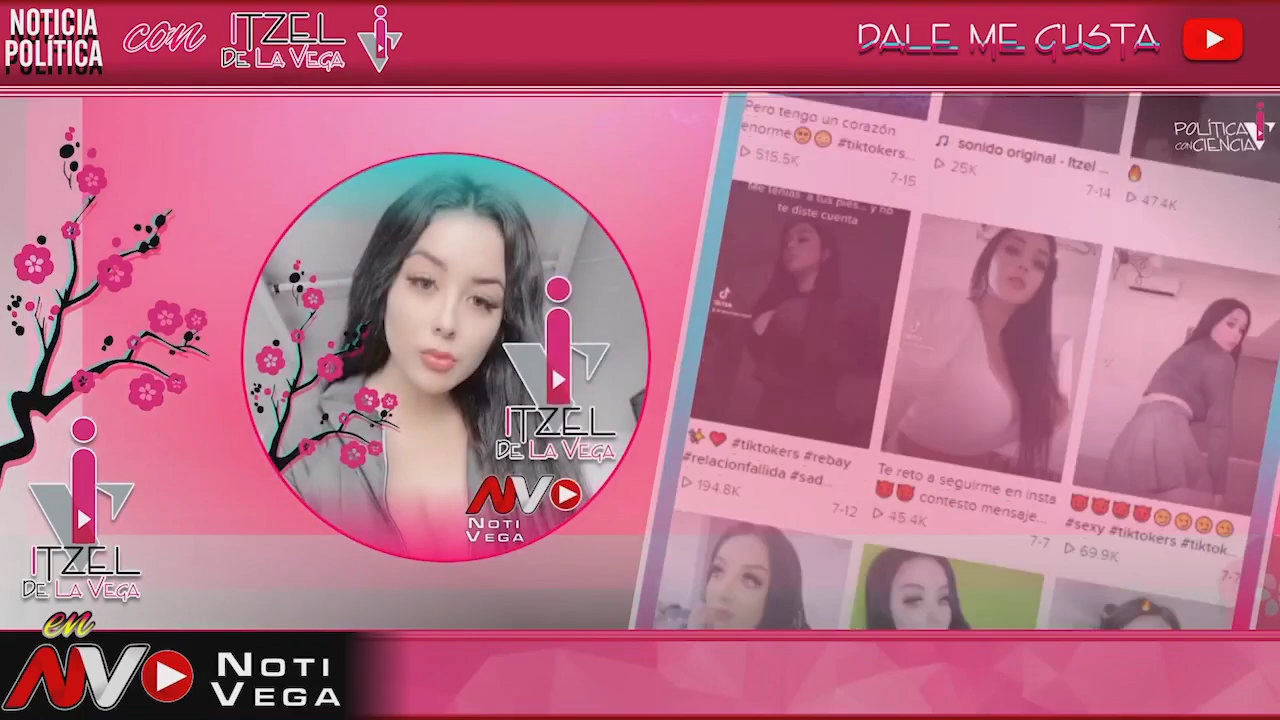 NOTICIA
POLÍTICA
con
ITZEL
DE LA VEGA
DALE ME GUSTA
POLÍTICA
CON CIENCIA
Pero tengo un corazón
enorme🥺🥺 #tiktokers...
515.5K
7-15
♫ sonido original - Itzel ...
25K
7-14
🔥
47.4K
Me tenías a tus pies... y no
te diste cuenta
#tiktokers #rebay
#relacionfallida #sad...
194.8K
7-12
Te reto a seguirme en insta
😈😈 contesto mensaje...
45.4K
7-7
😈😈😈😈😏😏😏😏
#sexy #tiktokers #tiktok...
69.9K
7-7
ITZEL
DE LA VEGA
NV
NOTI
VEGA
ITZEL
DE LA VEGA
en
NV
NOTI
VEGA